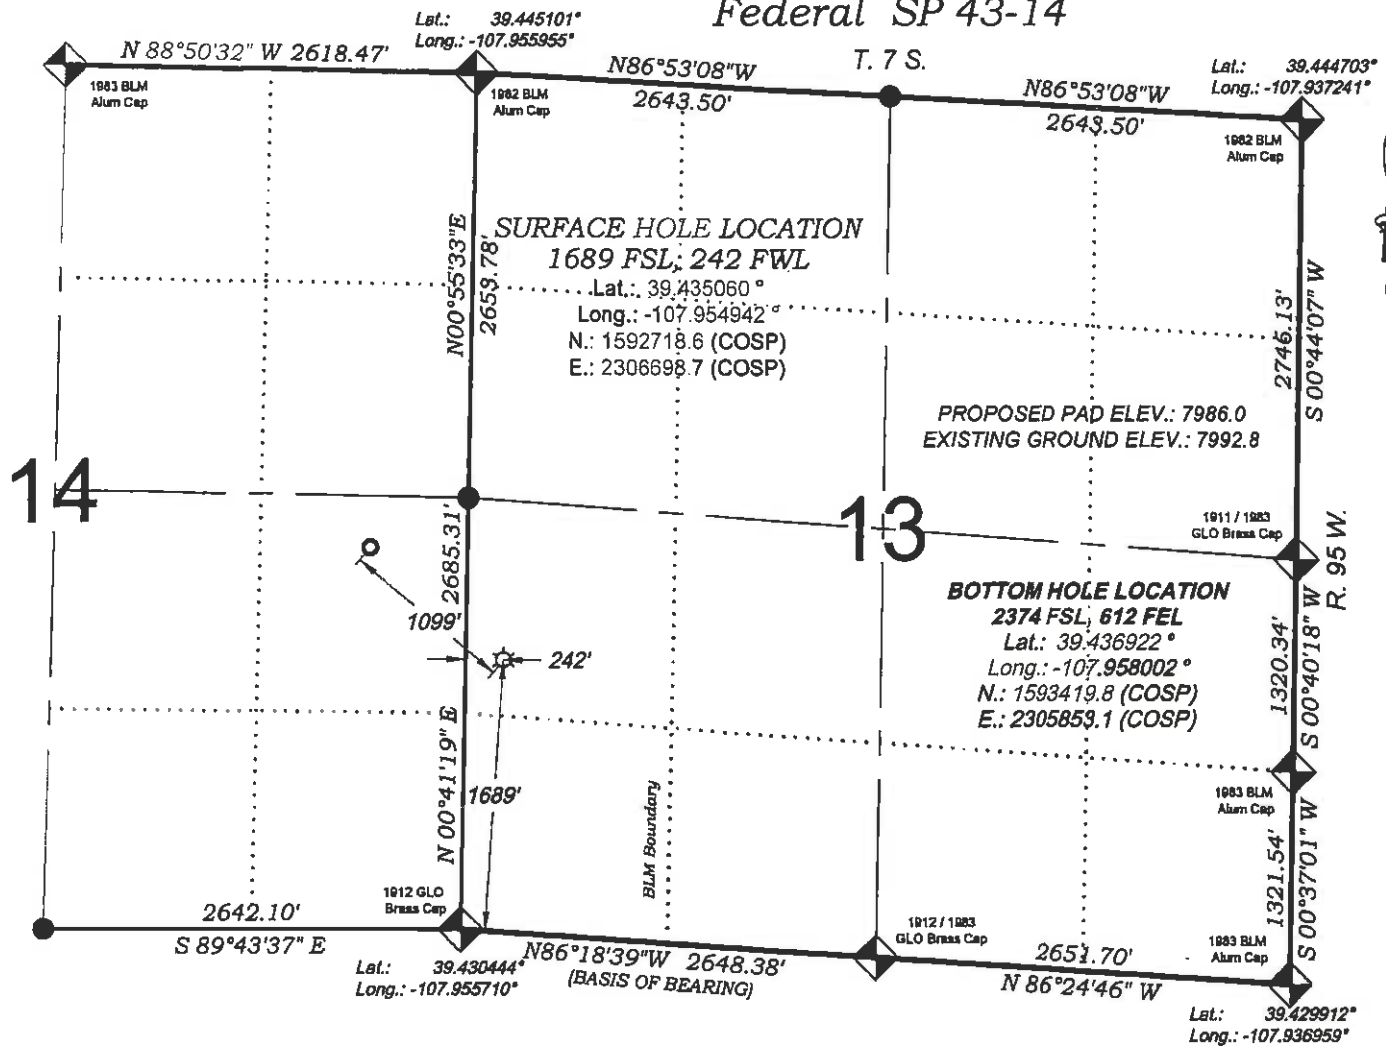 Federal SP 43-14
Lat.: 39.445101°
Long.: -107.955955°
T. 7 S.
N 88°50'32" W 2618.47'
N86°53'08"W
2643.50'
N86°53'08"W
2643.50'
Lat.: 39.444703°
Long.: -107.937241°
1983 BLM
Alum Cap
1982 BLM
Alum Cap
1982 BLM
Alum Cap
N00°55'33"E
2653.78'
SURFACE HOLE LOCATION
1689 FSL, 242 FWL
Lat.: 39.435060°
Long.: -107.954942°
N.: 1592718.6 (COSP)
E.: 2306698.7 (COSP)
2746.13'
S 00°44'07" W
PROPOSED PAD ELEV.: 7986.0
EXISTING GROUND ELEV.: 7992.8
14
13
1911 / 1983
GLO Brass Cap
R. 95 W.
2685.31'
N 00°41'19" E
1099'
242'
1689'
BOTTOM HOLE LOCATION
2374 FSL, 612 FEL
Lat.: 39.436922°
Long.: -107.958002°
N.: 1593419.8 (COSP)
E.: 2305853.1 (COSP)
1320.34'
S 00°40'18" W
1983 BLM
Alum Cap
BLM Boundary
1321.54'
S 00°37'01" W
1912 GLO
Brass Cap
2642.10'
S 89°43'37" E
1912 / 1983
GLO Brass Cap
1983 BLM
Alum Cap
N86°18'39"W 2648.38'
(BASIS OF BEARING)
2651.70'
N 86°24'46" W
Lat.: 39.430444°
Long.: -107.955710°
Lat.: 39.429912°
Long.: -107.936959°